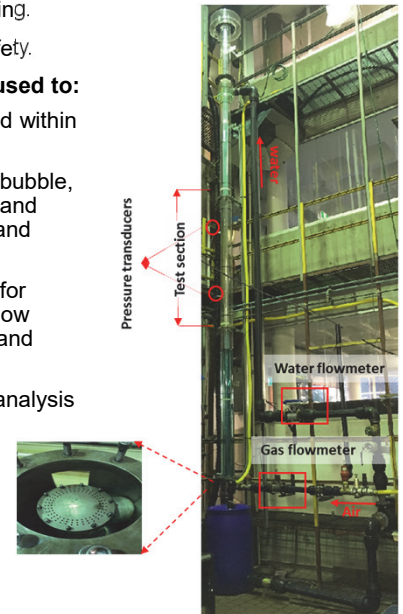 ing.
fety.
used to:
d within
bubble,
and
and
for
ow
and
analysis
Pressure transducers
Test section
water
Water flowmeter
Gas flowmeter
Air